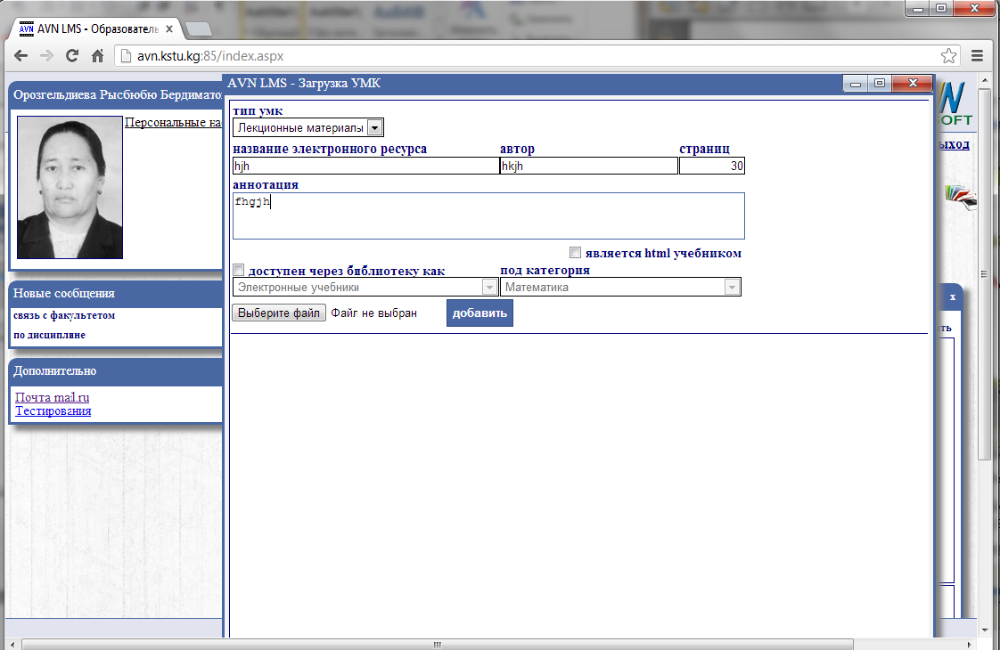 AVN LMS - Образователь
avn.kstu.kg:85/index.aspx
Орозгельдиева Рысбюбю Бердимато
Персональные на
AVN LMS - Загрузка УМК
тип умк
Лекционные материалы
название электронного ресурса автор страниц
hjh hkjh 30
аннотация
fhgjh
является html учебником
доступен через библиотеку как под категория
Электронные учебники Математика
Выберите файл Файл не выбран добавить
Новые сообщения
связь с факультетом
по дисциплине
Дополнительно
Почта mail.ru
Тестирования
OFT
ыход
x
ть